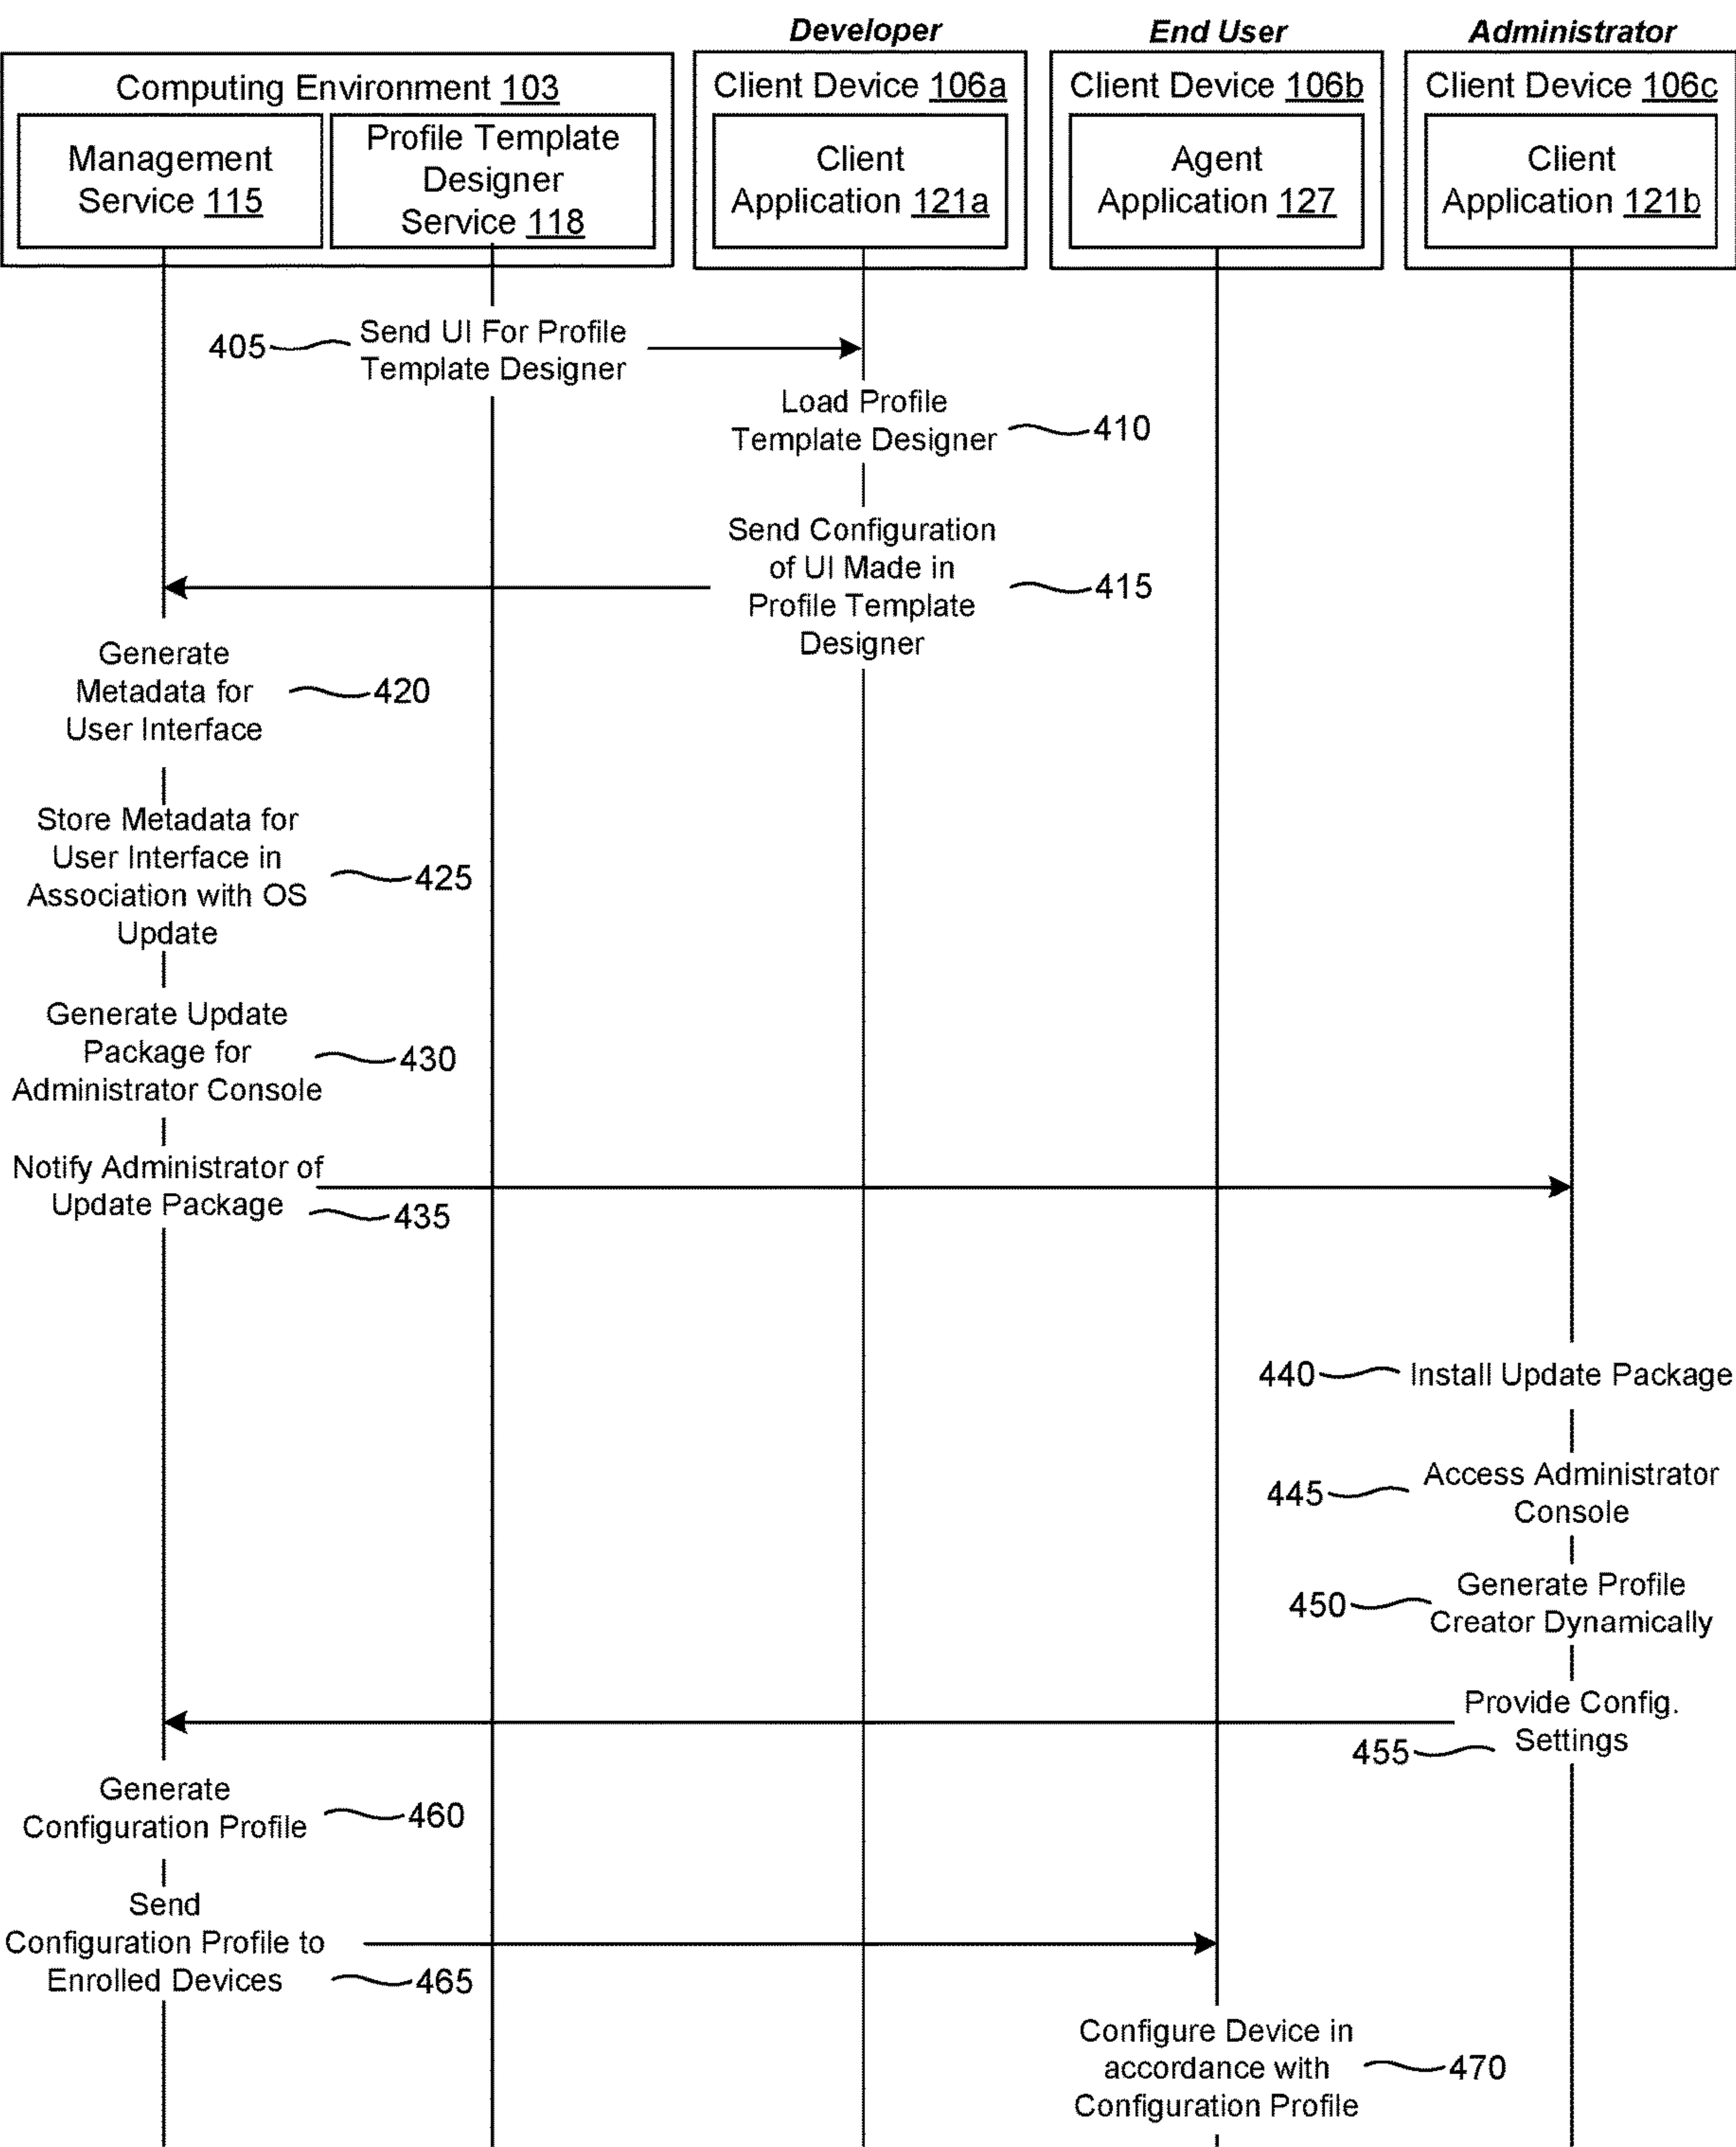 Developer
End User
Administrator
Computing Environment 103
Client Device 106a
Client Device 106b
Client Device 106c
Management
Service 115
Profile Template
Designer
Service 118
Client
Application 121a
Agent
Application 127
Client
Application 121b
405
Send UI For Profile
Template Designer
Load Profile
Template Designer
410
Send Configuration
of UI Made in
Profile Template
Designer
415
Generate
Metadata for
User Interface
420
Store Metadata for
User Interface in
Association with OS
Update
425
Generate Update
Package for
Administrator Console
430
Notify Administrator of
Update Package
435
440
Install Update Package
445
Access Administrator
Console
450
Generate Profile
Creator Dynamically
Provide Config.
Settings
455
Generate
Configuration Profile
460
Send
Configuration Profile to
Enrolled Devices
465
Configure Device in
accordance with
Configuration Profile
470